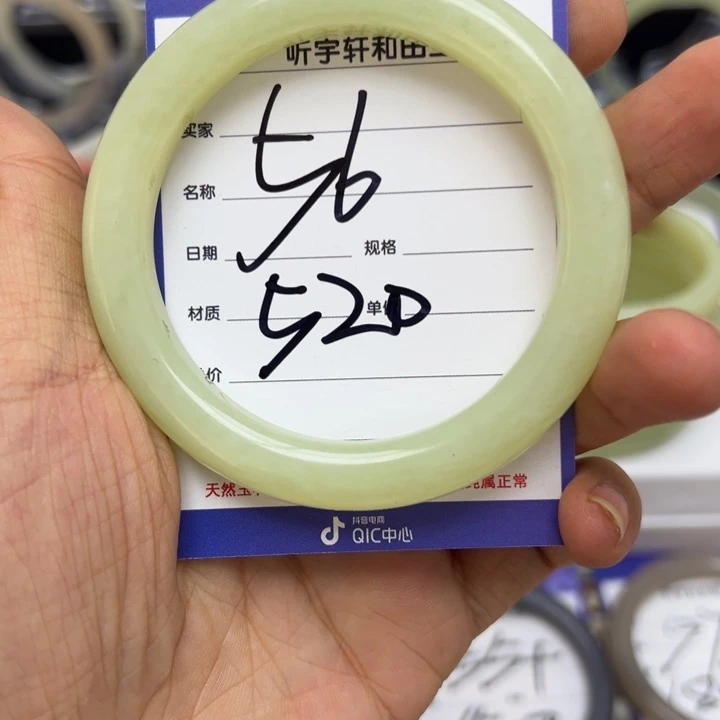 听宇轩和田
买家
56
名称
日期 规格
材质 520 单
价
天然玉 属正常
抖音电商
QIC中心